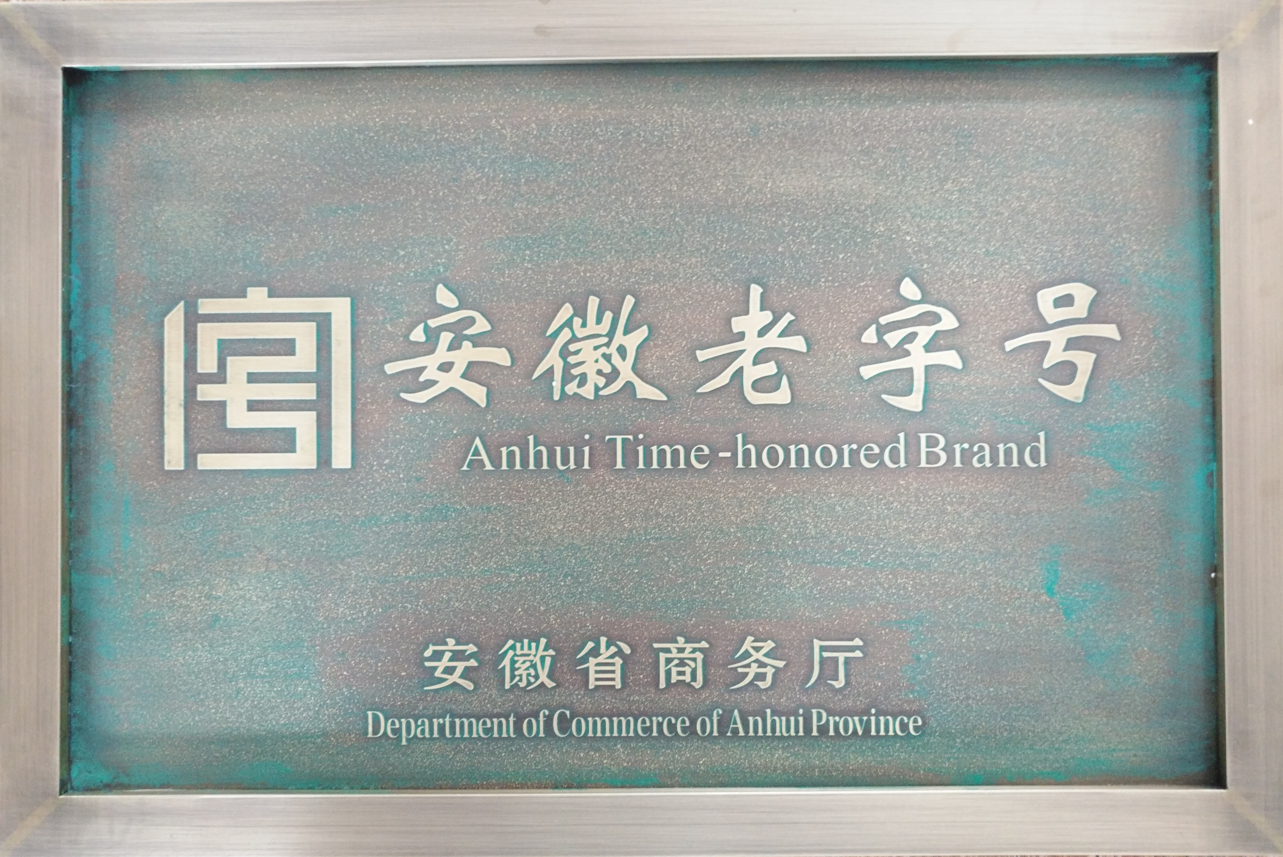 安徽老字号
Anhui Time-honored Brand
安徽省商务厅
Department of Commerce of Anhui Province